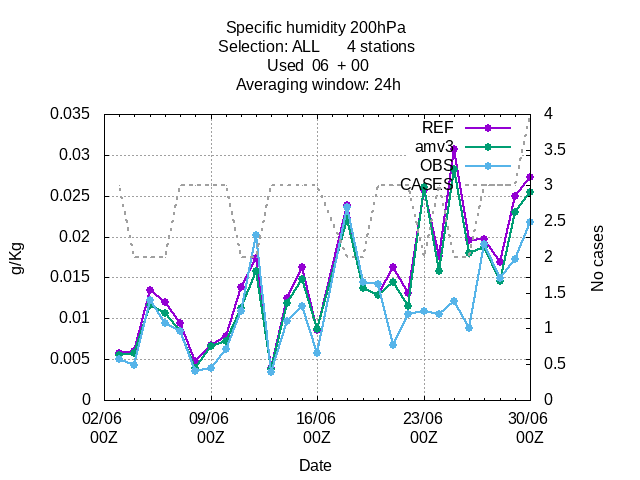 Specific humidity 200hPa
Selection: ALL      4 stations
Used  06  + 00
Averaging window: 24h
0.035
0.03
0.025
0.02
0.015
0.01
0.005
0
g/Kg
4
3.5
3
2.5
2
1.5
1
0.5
0
No cases
REF
amv3
OBS
CASES
02/06 09/06 16/06 23/06 30/06
00Z 00Z 00Z 00Z 00Z
Date